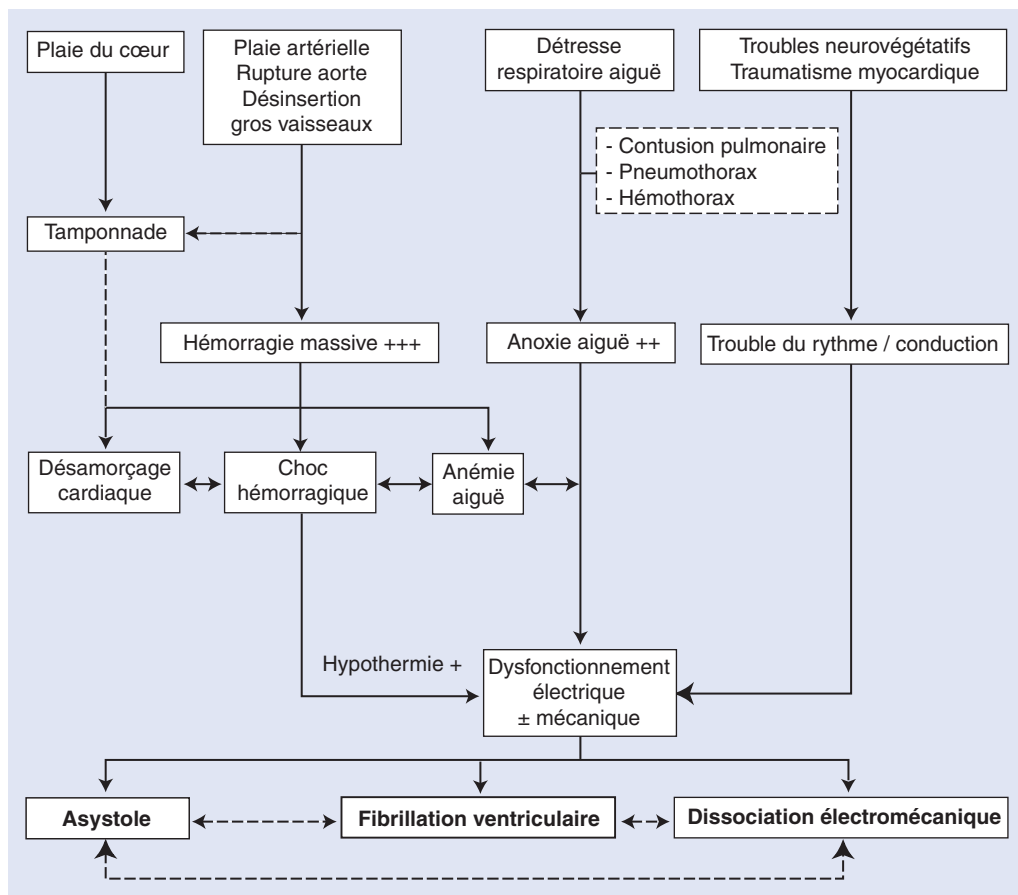 Plaie du cœur
Plaie artérielle
Rupture aorte
Désinsertion
gros vaisseaux
Détresse
respiratoire aiguë
Troubles neurovégétatifs
Traumatisme myocardique
- Contusion pulmonaire
- Pneumothorax
- Hémothorax
Tamponnade
Hémorragie massive +++
Anoxie aiguë ++
Trouble du rythme / conduction
Désamorçage
cardiaque
Choc
hémorragique
Anémie
aiguë
Hypothermie +
Dysfonctionnement
électrique
± mécanique
Asystole
Fibrillation ventriculaire
Dissociation électromécanique